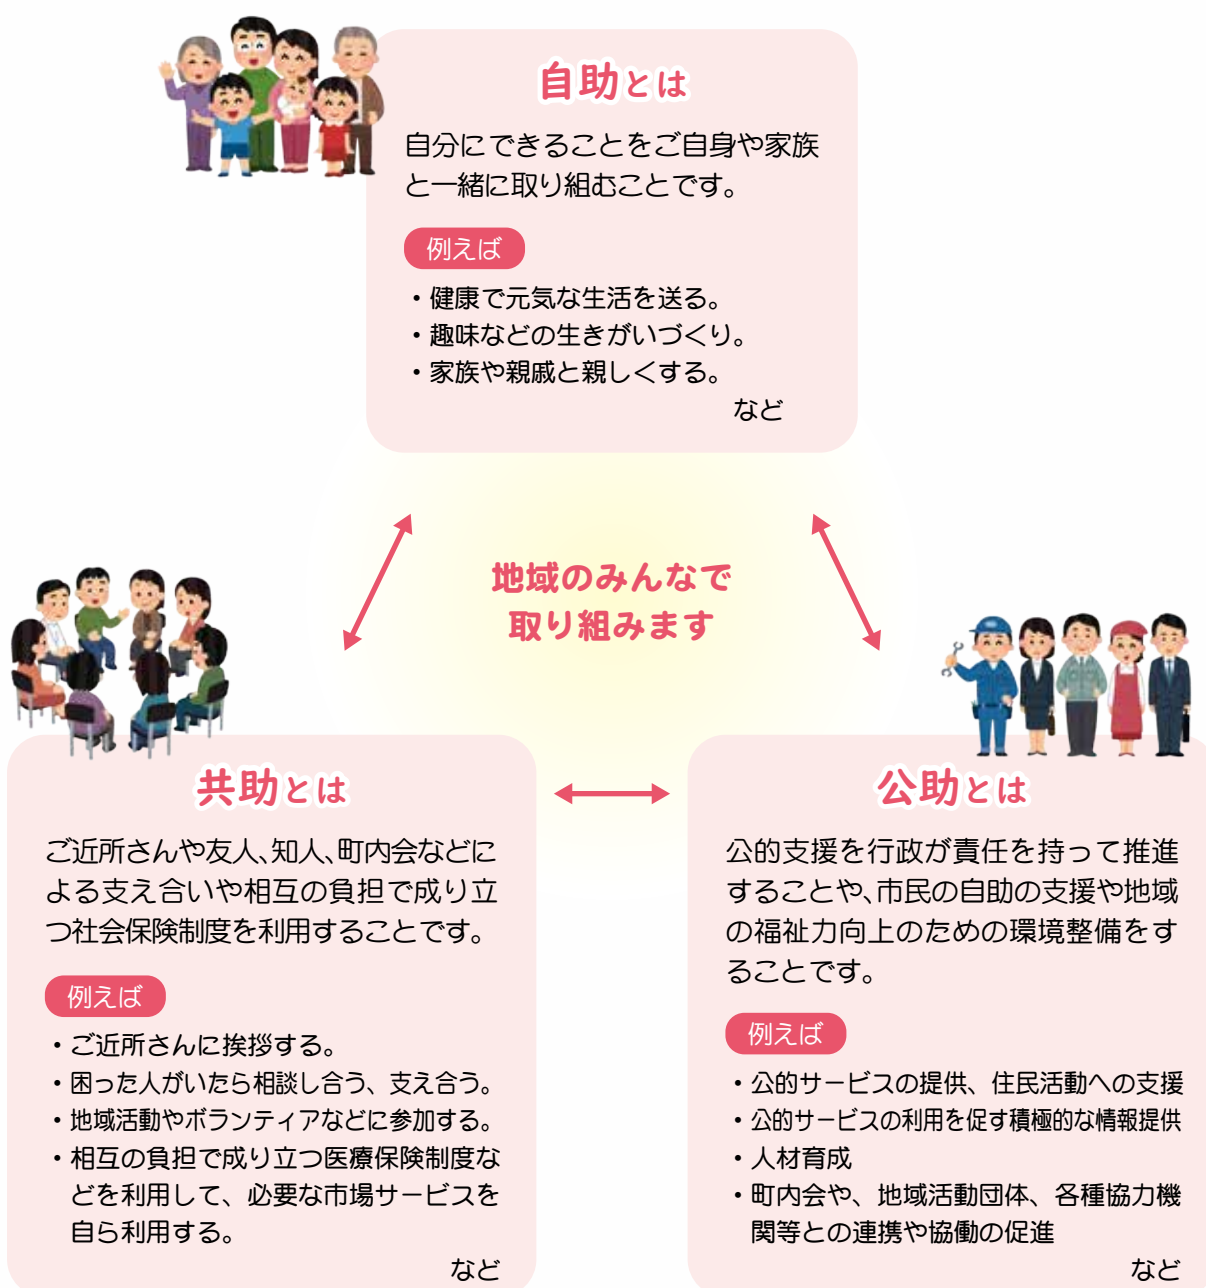 自助とは
自分にできることをご自身や家族
と一緒に取り組むことです。
例えば
・健康で元気な生活を送る。
・趣味などの生きがいづくり。
・家族や親戚と親しくする。
など
地域のみんなで
取り組みます
共助とは
ご近所さんや友人、知人、町内会などに
よる支え合いや相互の負担で成り立
つ社会保険制度を利用することです。
例えば
・ご近所さんに挨拶する。
・困った人がいたら相談し合う、支え合う。
・地域活動やボランティアなどに参加する。
・相互の負担で成り立つ医療保険制度な
どを利用して、必要な市場サービスを
自ら利用する。
など
公助とは
公的支援を行政が責任を持って推進
することや、市民の自助の支援や地域
の福祉力向上のための環境整備をす
ることです。
例えば
・公的サービスの提供、住民活動への支援
・公的サービスの利用を促す積極的な情報提供
・人材育成
・町内会や、地域活動団体、各種協力機
関等との連携や協働の促進
など